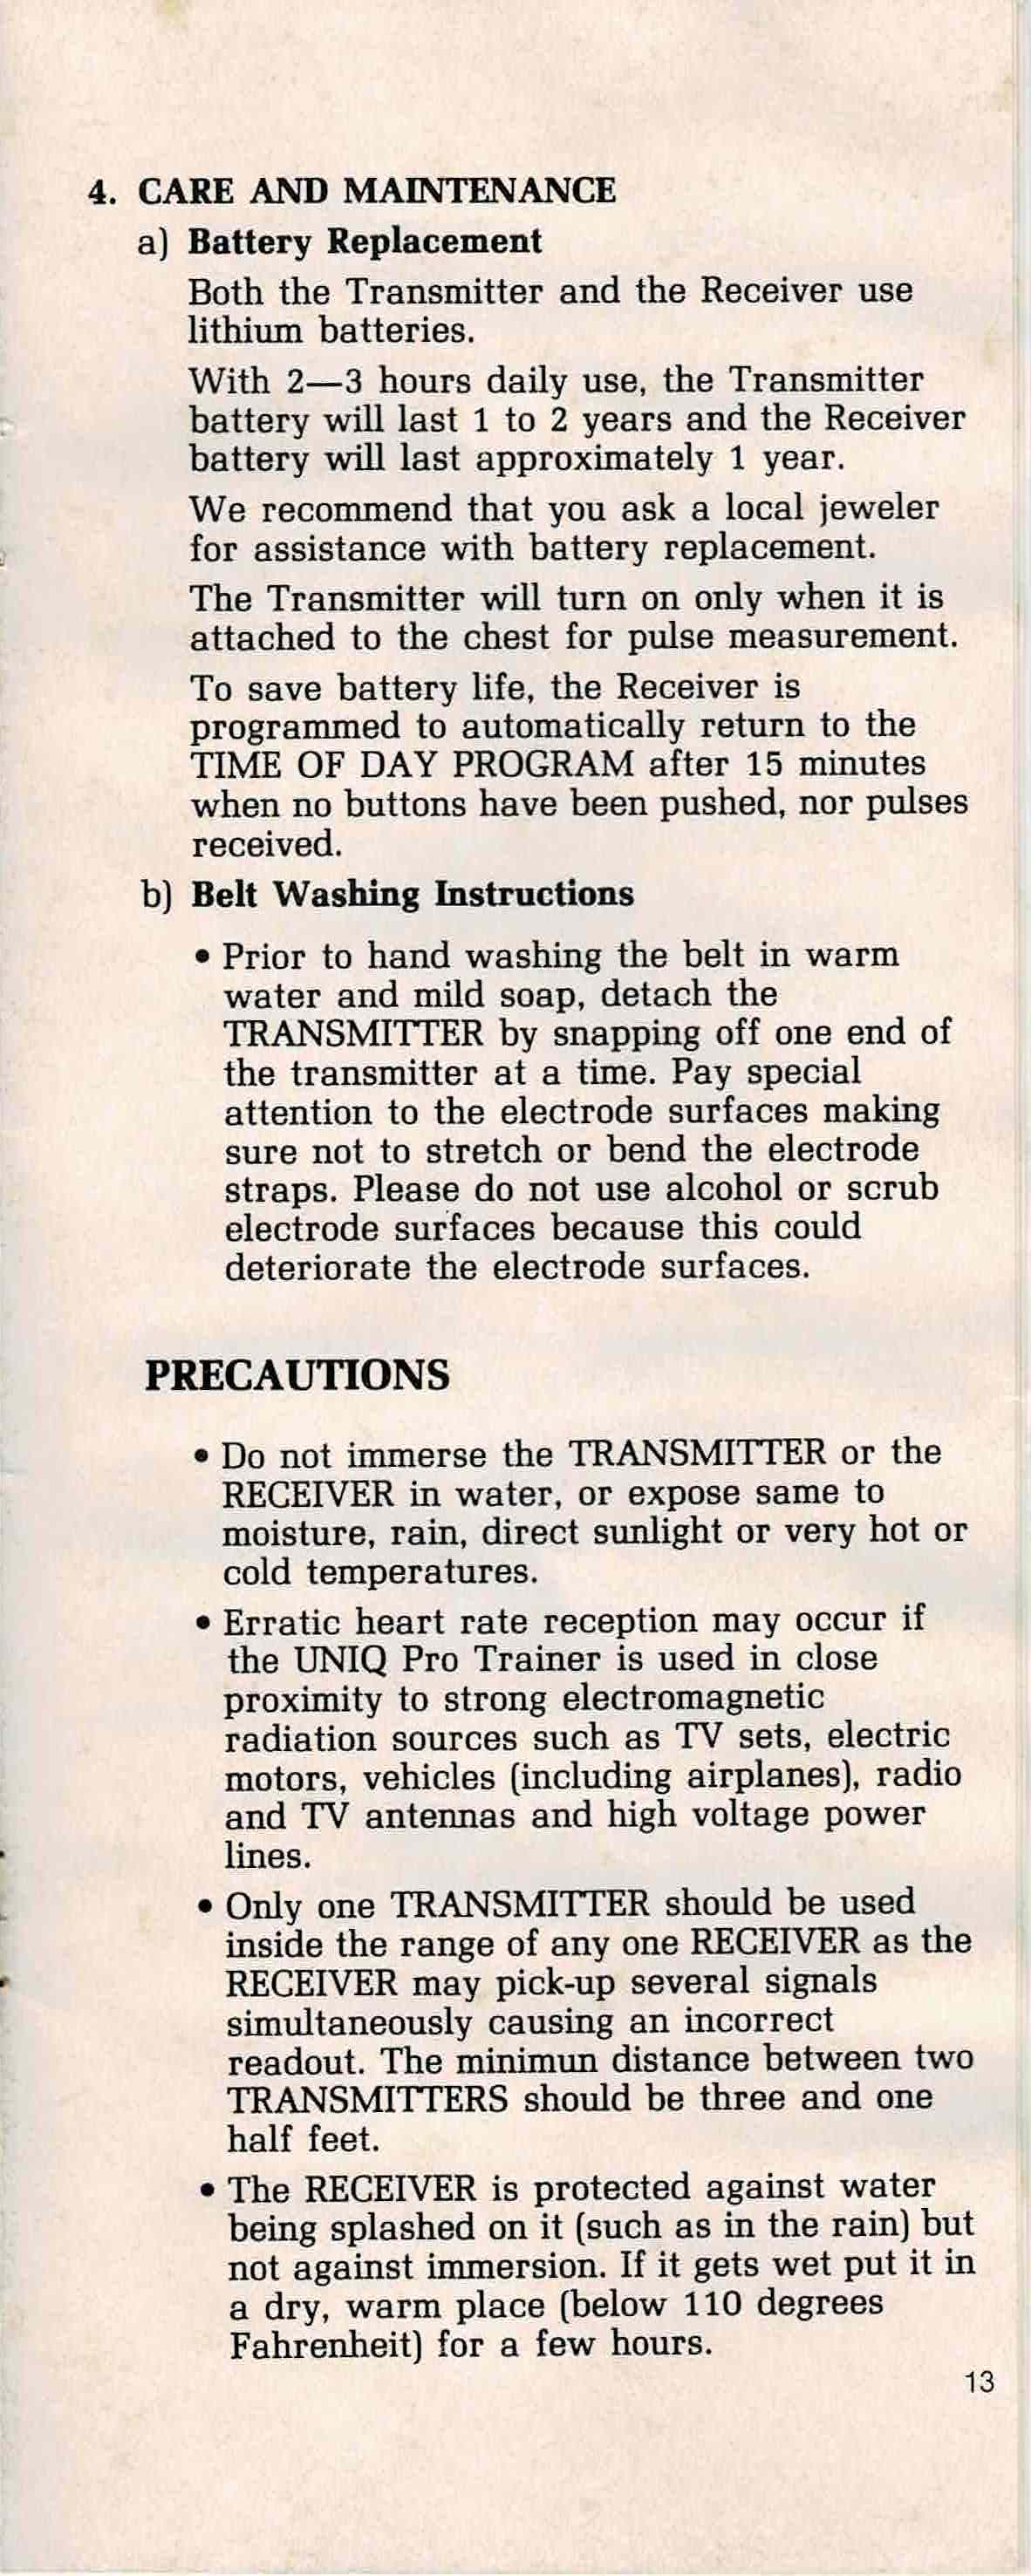 4. CARE AND MAINTENANCE
a) Battery Replacement
Both the Transmitter and the Receiver use
lithium batteries.
With 2—3 hours daily use, the Transmitter
battery will last 1 to 2 years and the Receiver
battery will last approximately 1 year.
We recommend that you ask a local jeweler
for assistance with battery replacement.
The Transmitter will turn on only when it is
attached to the chest for pulse measurement.
To save battery life, the Receiver is
programmed to automatically return to the
TIME OF DAY PROGRAM after 15 minutes
when no buttons have been pushed, nor pulses
received.
b) Belt Washing Instructions
• Prior to hand washing the belt in warm
water and mild soap, detach the
TRANSMITTER by snapping off one end of
the transmitter at a time. Pay special
attention to the electrode surfaces making
sure not to stretch or bend the electrode
straps. Please do not use alcohol or scrub
electrode surfaces because this could
deteriorate the electrode surfaces.
PRECAUTIONS
• Do not immerse the TRANSMITTER or the
RECEIVER in water, or expose same to
moisture, rain, direct sunlight or very hot or
cold temperatures.
• Erratic heart rate reception may occur if
the UNIQ Pro Trainer is used in close
proximity to strong electromagnetic
radiation sources such as TV sets, electric
motors, vehicles (including airplanes), radio
and TV antennas and high voltage power
lines.
• Only one TRANSMITTER should be used
inside the range of any one RECEIVER as the
RECEIVER may pick-up several signals
simultaneously causing an incorrect
readout. The minimun distance between two
TRANSMITTERS should be three and one
half feet.
• The RECEIVER is protected against water
being splashed on it (such as in the rain) but
not against immersion. If it gets wet put it in
a dry, warm place (below 110 degrees
Fahrenheit) for a few hours.
13